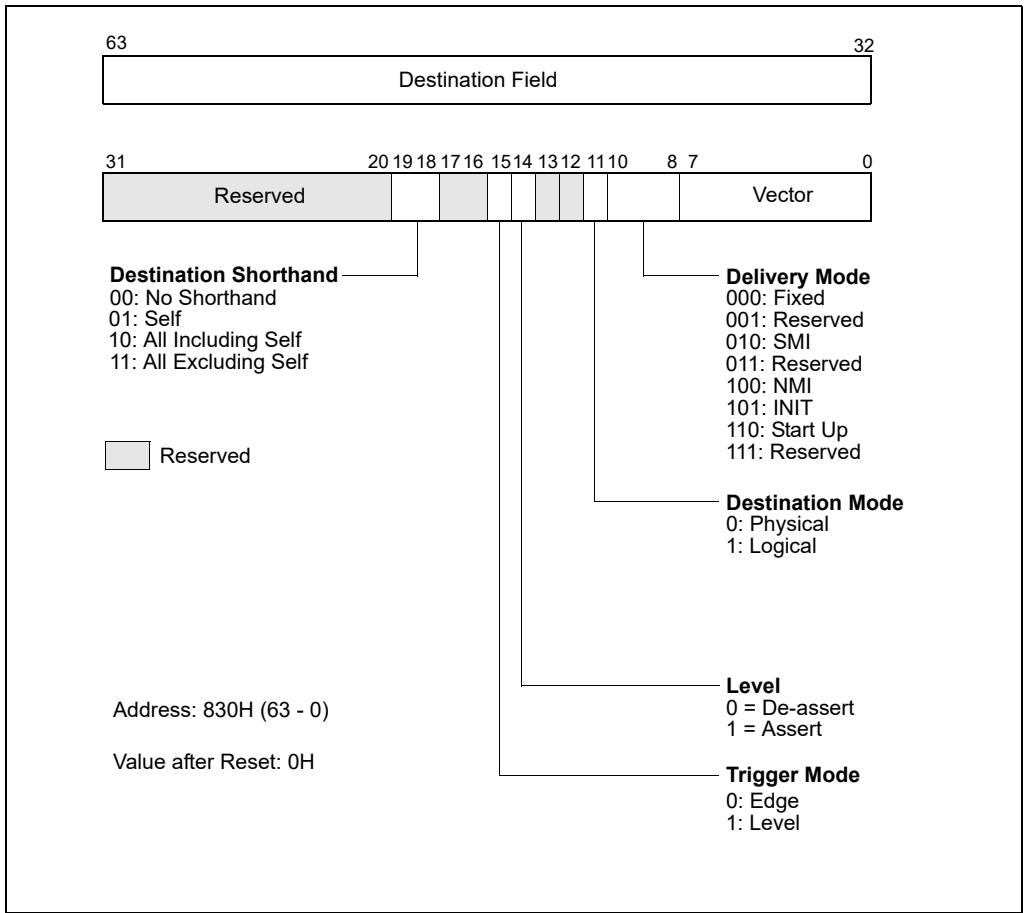 63 32
Destination Field
31 20 19 18 17 16 15 14 13 12 11 10 8 7 0
Reserved Vector
Destination Shorthand
00: No Shorthand
01: Self
10: All Including Self
11: All Excluding Self
Reserved
Delivery Mode
000: Fixed
001: Reserved
010: SMI
011: Reserved
100: NMI
101: INIT
110: Start Up
111: Reserved
Destination Mode
0: Physical
1: Logical
Level
0 = De-assert
1 = Assert
Address: 830H (63 - 0)
Value after Reset: 0H
Trigger Mode
0: Edge
1: Level